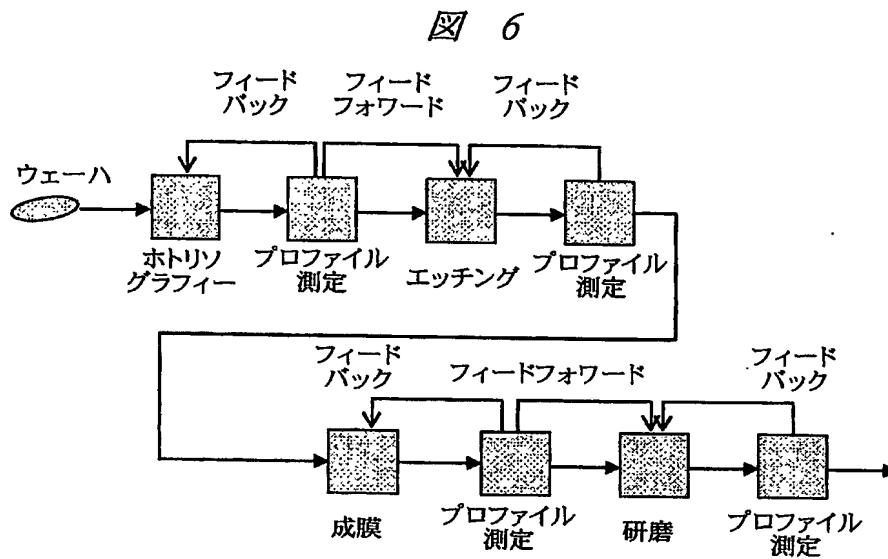 図 6
フィード
バック
フィード
フォワード
フィード
バック
ウェーハ
ホトリソ
グラフィー
プロファイル
測定
エッチング
プロファイル
測定
フィード
バック
フィードフォワード
フィード
バック
成膜
プロファイル
測定
研磨
プロファイル
測定